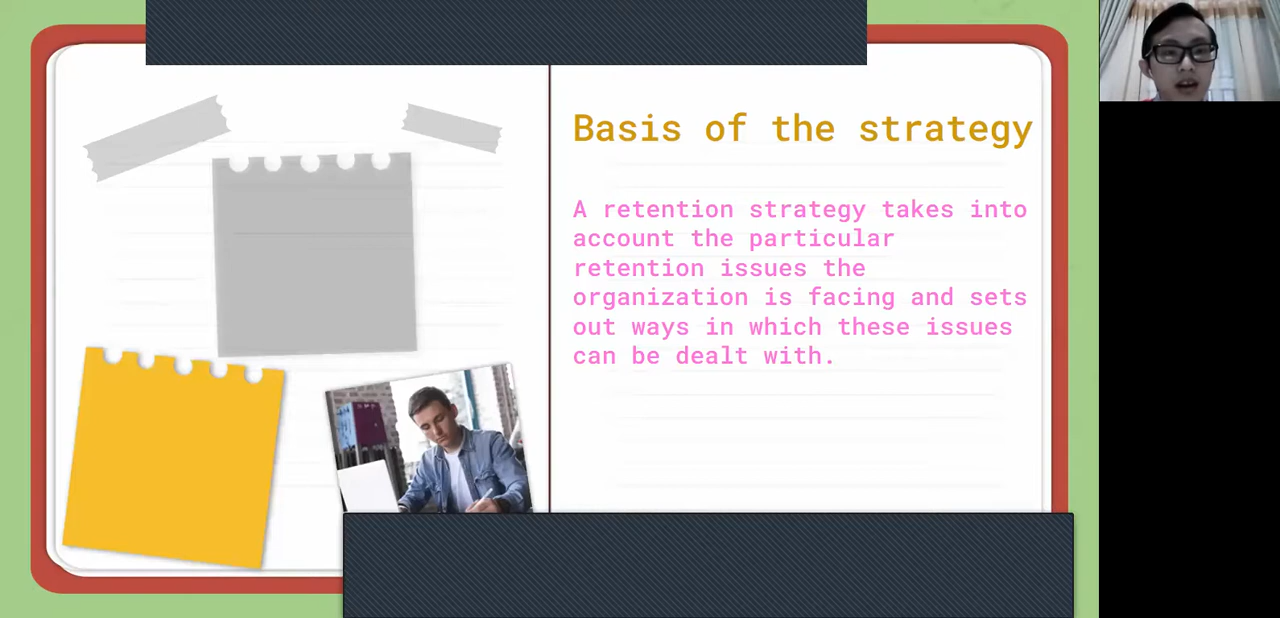 Basis of the strategy
A retention strategy takes into
account the particular
retention issues the
organization is facing and sets
out ways in which these issues
can be dealt with.